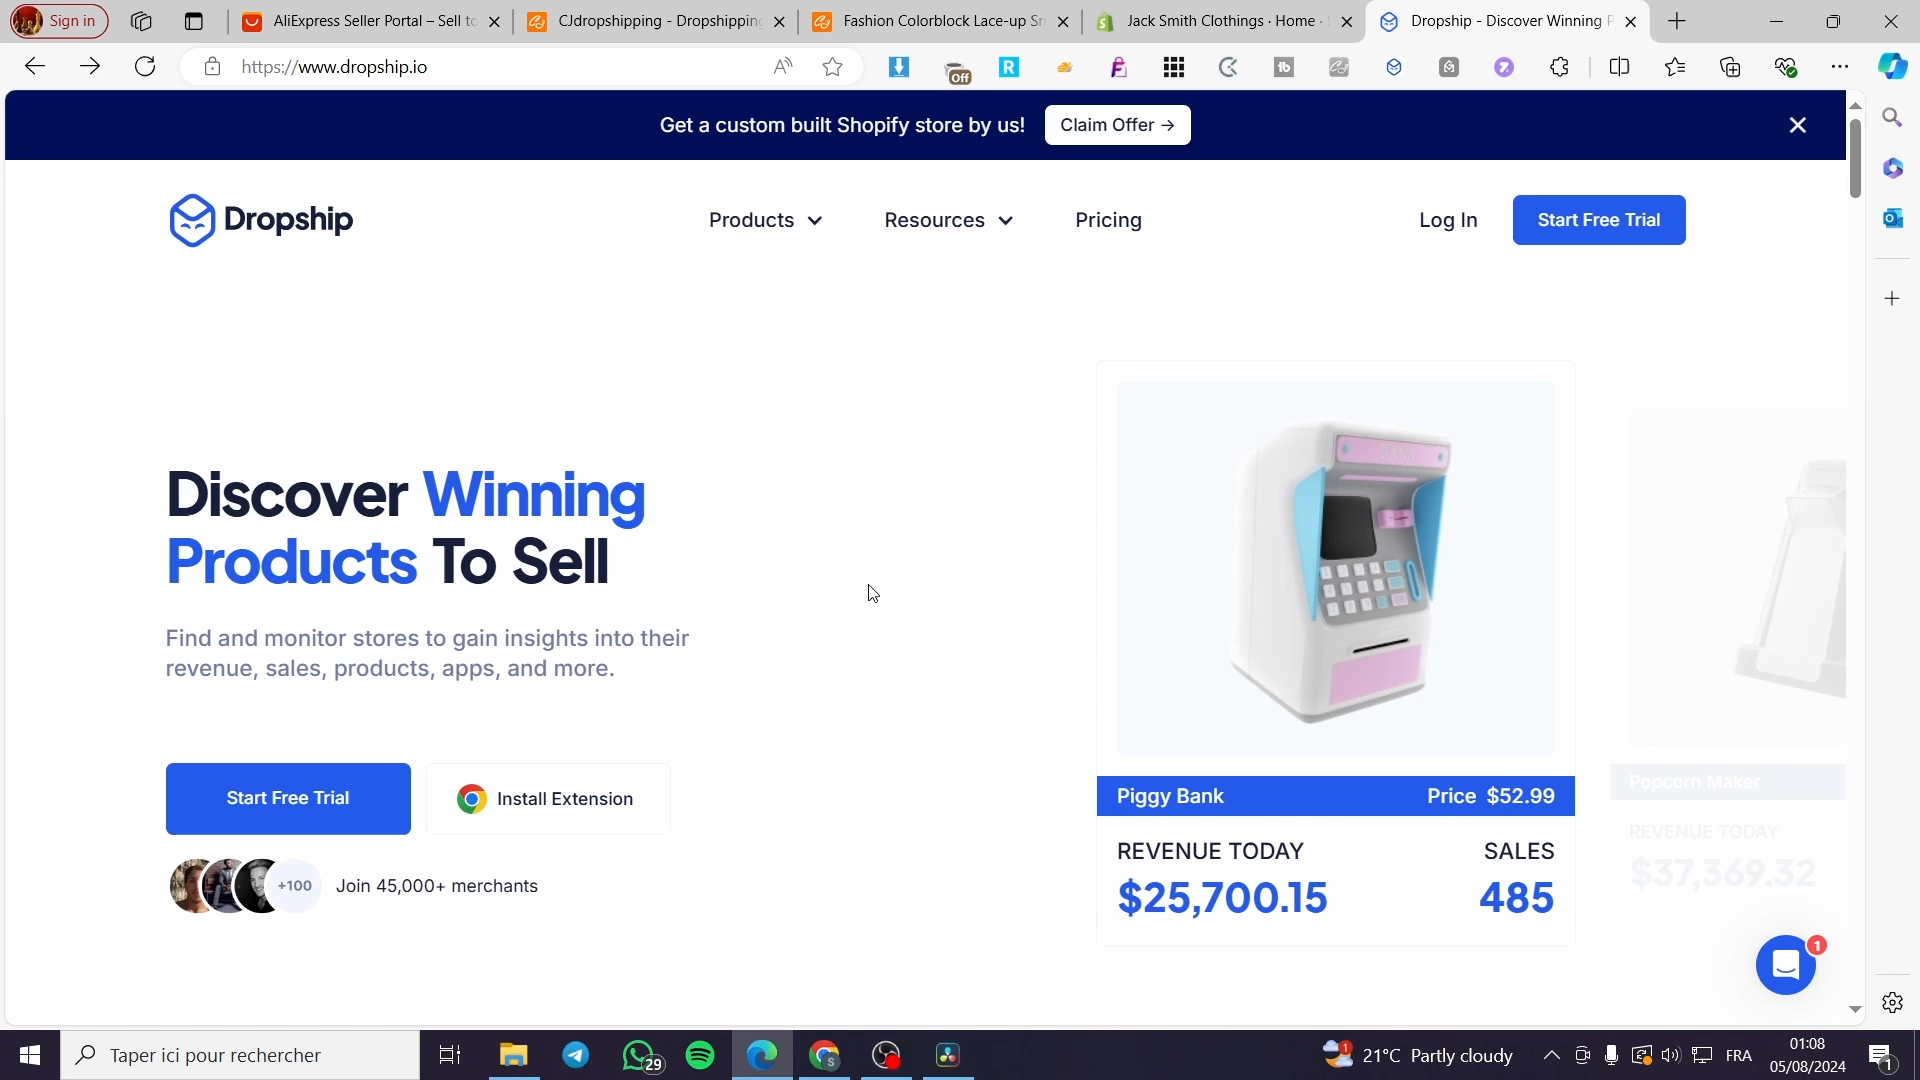 Sign in
AliExpress Seller Portal – Sell to
CJdropshipping - Dropshipping
Fashion Colorblock Lace-up Sn
Jack Smith Clothings · Home ·
Dropship - Discover Winning P
https://www.dropship.io
Off
Get a custom built Shopify store by us!
Claim Offer →
Dropship
Products
Resources
Pricing
Log In
Start Free Trial
Discover Winning
Products To Sell
Find and monitor stores to gain insights into their
revenue, sales, products, apps, and more.
Start Free Trial
Install Extension
+100
Join 45,000+ merchants
Piggy Bank
Price $52.99
REVENUE TODAY
SALES
$25,700.15
485
Popcorn Maker
REVENUE TODAY
$37,369.32
1
Taper ici pour rechercher
29
21°C Partly cloudy
FRA
01:08
05/08/2024
1